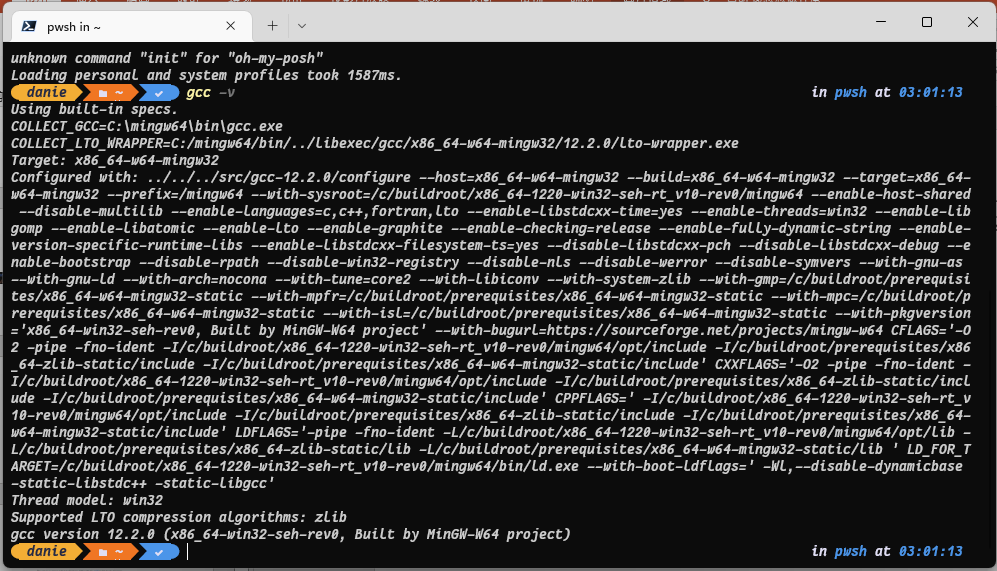 pwsh in ~
unknown command "init" for "oh-my-posh"
Loading personal and system profiles took 1587ms.
danie ~ gcc -v in pwsh at 03:01:13
Using built-in specs.
COLLECT_GCC=C:\mingw64\bin\gcc.exe
COLLECT_LTO_WRAPPER=C:/mingw64/bin/../libexec/gcc/x86_64-w64-mingw32/12.2.0/lto-wrapper.exe
Target: x86_64-w64-mingw32
Configured with: ../../../src/gcc-12.2.0/configure --host=x86_64-w64-mingw32 --build=x86_64-w64-mingw32 --target=x86_64-
w64-mingw32 --prefix=/mingw64 --with-sysroot=/c/buildroot/x86_64-1220-win32-seh-rt_v10-rev0/mingw64 --enable-host-shared
 --disable-multilib --enable-languages=c,c++,fortran,lto --enable-libstdcxx-time=yes --enable-threads=win32 --enable-lib
gomp --enable-libatomic --enable-lto --enable-graphite --enable-checking=release --enable-fully-dynamic-string --enable-
version-specific-runtime-libs --enable-libstdcxx-filesystem-ts=yes --disable-libstdcxx-pch --disable-libstdcxx-debug --e
nable-bootstrap --disable-rpath --disable-win32-registry --disable-nls --disable-werror --disable-symvers --with-gnu-as
--with-gnu-ld --with-arch=nocona --with-tune=core2 --with-libiconv --with-system-zlib --with-gmp=/c/buildroot/prerequisi
tes/x86_64-w64-mingw32-static --with-mpfr=/c/buildroot/prerequisites/x86_64-w64-mingw32-static --with-mpc=/c/buildroot/p
rerequisites/x86_64-w64-mingw32-static --with-isl=/c/buildroot/prerequisites/x86_64-w64-mingw32-static --with-pkgversion
='x86_64-win32-seh-rev0, Built by MinGW-W64 project' --with-bugurl=https://sourceforge.net/projects/mingw-w64 CFLAGS='-O
2 -pipe -fno-ident -I/c/buildroot/x86_64-1220-win32-seh-rt_v10-rev0/mingw64/opt/include -I/c/buildroot/prerequisites/x86
_64-zlib-static/include -I/c/buildroot/prerequisites/x86_64-w64-mingw32-static/include' CXXFLAGS='-O2 -pipe -fno-ident -
I/c/buildroot/x86_64-1220-win32-seh-rt_v10-rev0/mingw64/opt/include -I/c/buildroot/prerequisites/x86_64-zlib-static/incl
ude -I/c/buildroot/prerequisites/x86_64-w64-mingw32-static/include' CPPFLAGS=' -I/c/buildroot/x86_64-1220-win32-seh-rt_v
10-rev0/mingw64/opt/include -I/c/buildroot/prerequisites/x86_64-zlib-static/include -I/c/buildroot/prerequisites/x86_64-
w64-mingw32-static/include' LDFLAGS='-pipe -fno-ident -L/c/buildroot/x86_64-1220-win32-seh-rt_v10-rev0/mingw64/opt/lib -
L/c/buildroot/prerequisites/x86_64-zlib-static/lib -L/c/buildroot/prerequisites/x86_64-w64-mingw32-static/lib ' LD_FOR_T
ARGET=/c/buildroot/x86_64-1220-win32-seh-rt_v10-rev0/mingw64/bin/ld.exe --with-boot-ldflags=' -Wl,--disable-dynamicbase
-static-libstdc++ -static-libgcc'
Thread model: win32
Supported LTO compression algorithms: zlib
gcc version 12.2.0 (x86_64-win32-seh-rev0, Built by MinGW-W64 project)
danie ~ in pwsh at 03:01:13